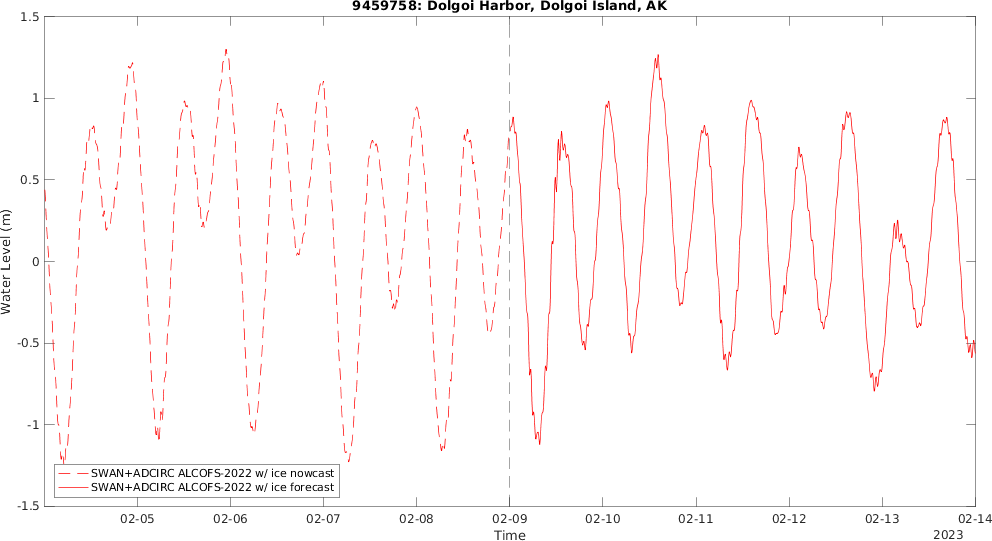 9459758: Dolgoi Harbor, Dolgoi Island, AK
Water Level (m)
1.5
1
0.5
0
-0.5
-1
-1.5
SWAN+ADCIRC ALCOFS-2022 w/ ice nowcast
SWAN+ADCIRC ALCOFS-2022 w/ ice forecast
02-05 02-06 02-07 02-08 02-09 02-10 02-11 02-12 02-13 02-14
Time
2023